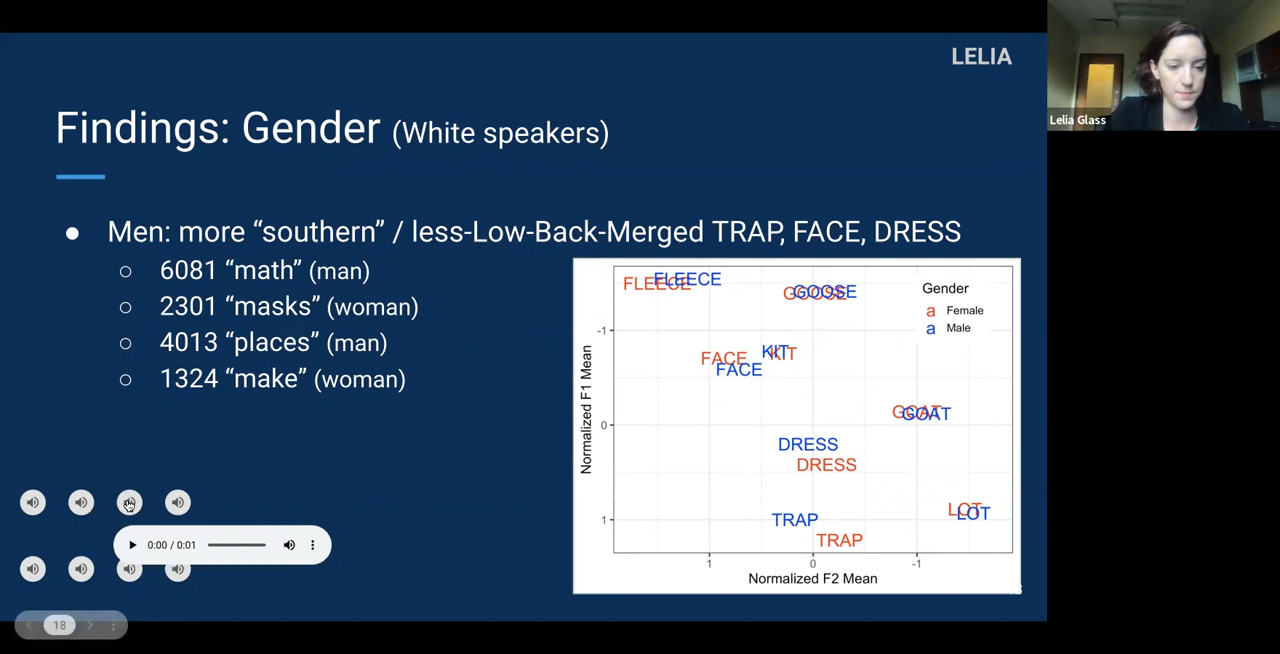 LELIA
Findings: Gender (White speakers)
● Men: more “southern” / less-Low-Back-Merged TRAP, FACE, DRESS
○ 6081 “math” (man)
○ 2301 “masks” (woman)
○ 4013 “places” (man)
○ 1324 “make” (woman)
FLEECE
FLEECE
GOOSE
GOOSE
Gender
a Female
a Male
-1
KIT
KIT
FACE
FACE
Normalized F1 Mean
GOAT
GOAT
0
DRESS
DRESS
LOT
LOT
1
TRAP
TRAP
1
0
-1
Normalized F2 Mean
0:00 / 0:01
18
Lelia Glass